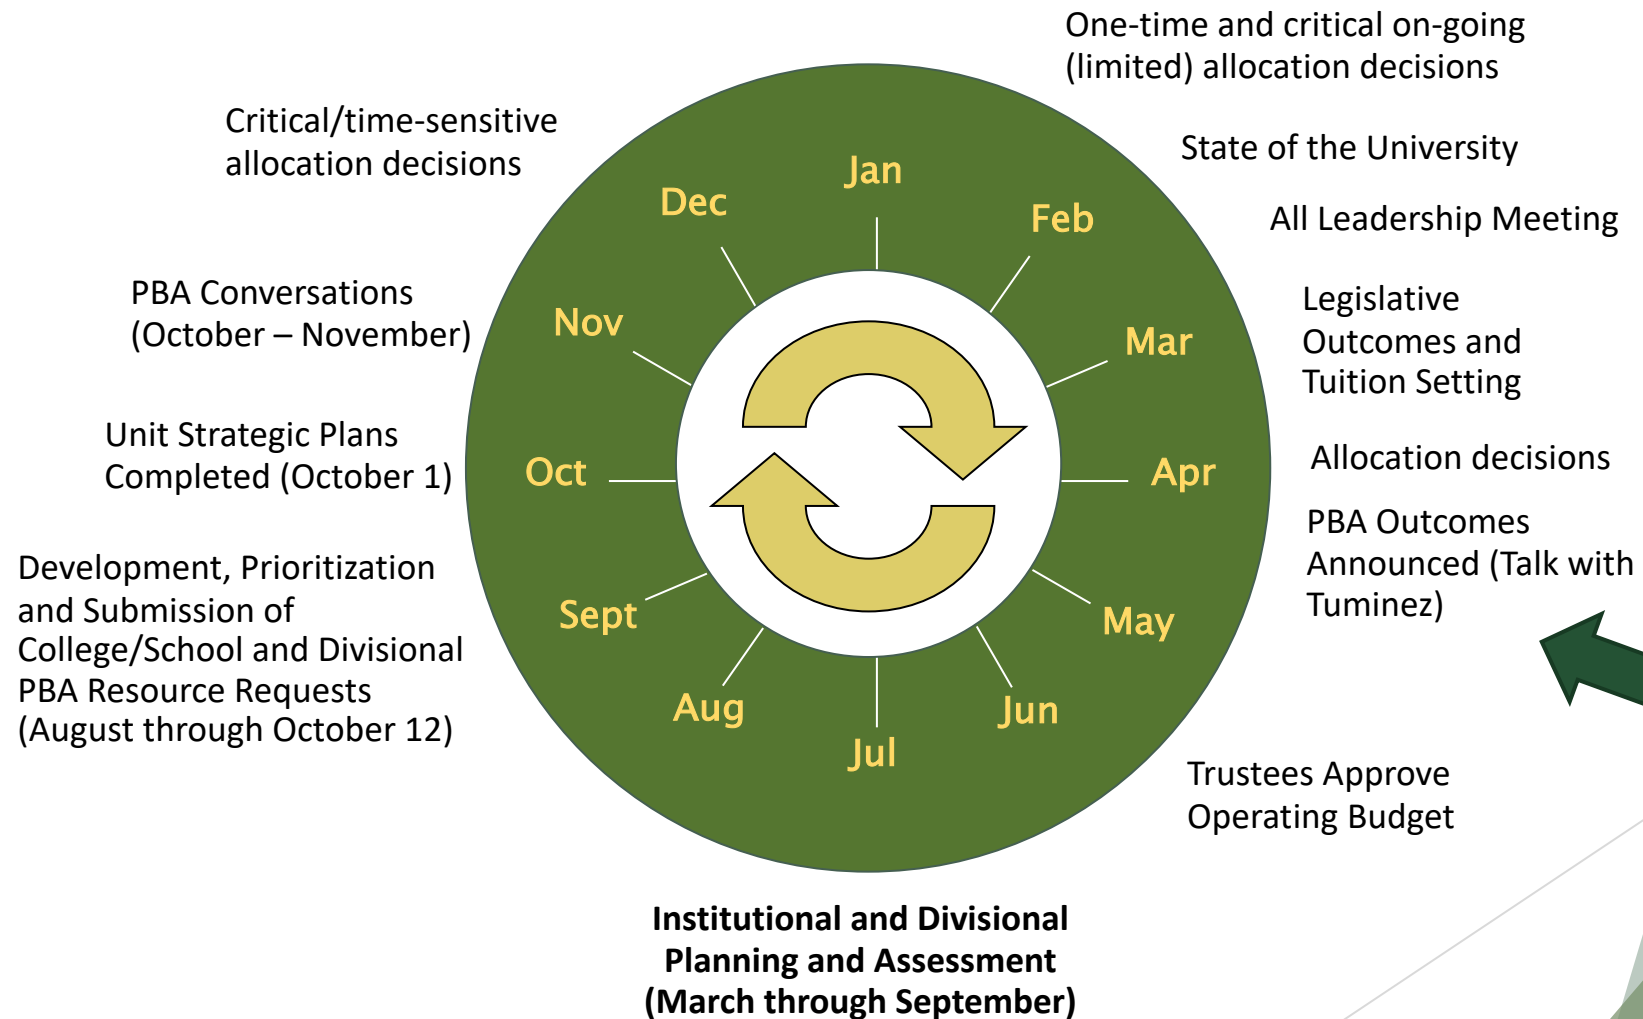 One-time and critical on-going
(limited) allocation decisions
State of the University
All Leadership Meeting
Legislative
Outcomes and
Tuition Setting
Allocation decisions
PBA Outcomes
Announced (Talk with
Tuminez)
Trustees Approve
Operating Budget
Institutional and Divisional
Planning and Assessment
(March through September)
Development, Prioritization
and Submission of
College/School and Divisional
PBA Resource Requests
(August through October 12)
Unit Strategic Plans
Completed (October 1)
PBA Conversations
(October – November)
Critical/time-sensitive
allocation decisions
Jan
Feb
Mar
Apr
May
Jun
Jul
Aug
Sept
Oct
Nov
Dec